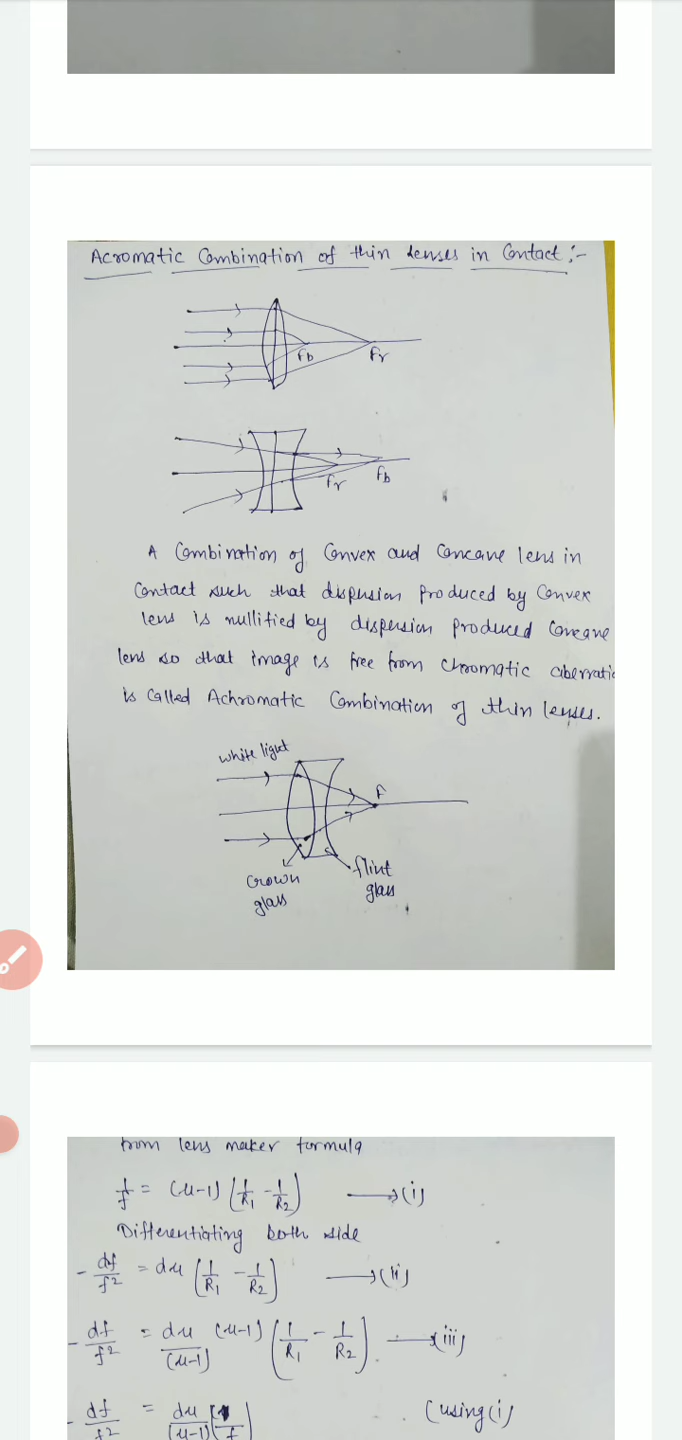 Acromatic Combination of thin lenses in Contact :-
Fb
Fr
Fr
Fb
A Combination of Convex and Concave lens in
Contact such that dispersion produced by Convex
lens is nullified by dispersion produced Concave
lens so that image is free from chromatic aberratio
is Called Achromatic Combination of thin lenses.
White light
F
Crown
glass
flint
glass
from lens maker formula
1/f = (μ-1) (1/R1 - 1/R2) → (i)
Differentiating both side
- df/f² = dμ (1/R1 - 1/R2) → (ii)
- df/f² = dμ/(μ-1) (μ-1) (1/R1 - 1/R2) → (iii)
- df/f² = dμ/(μ-1) (1/f) (using (i)